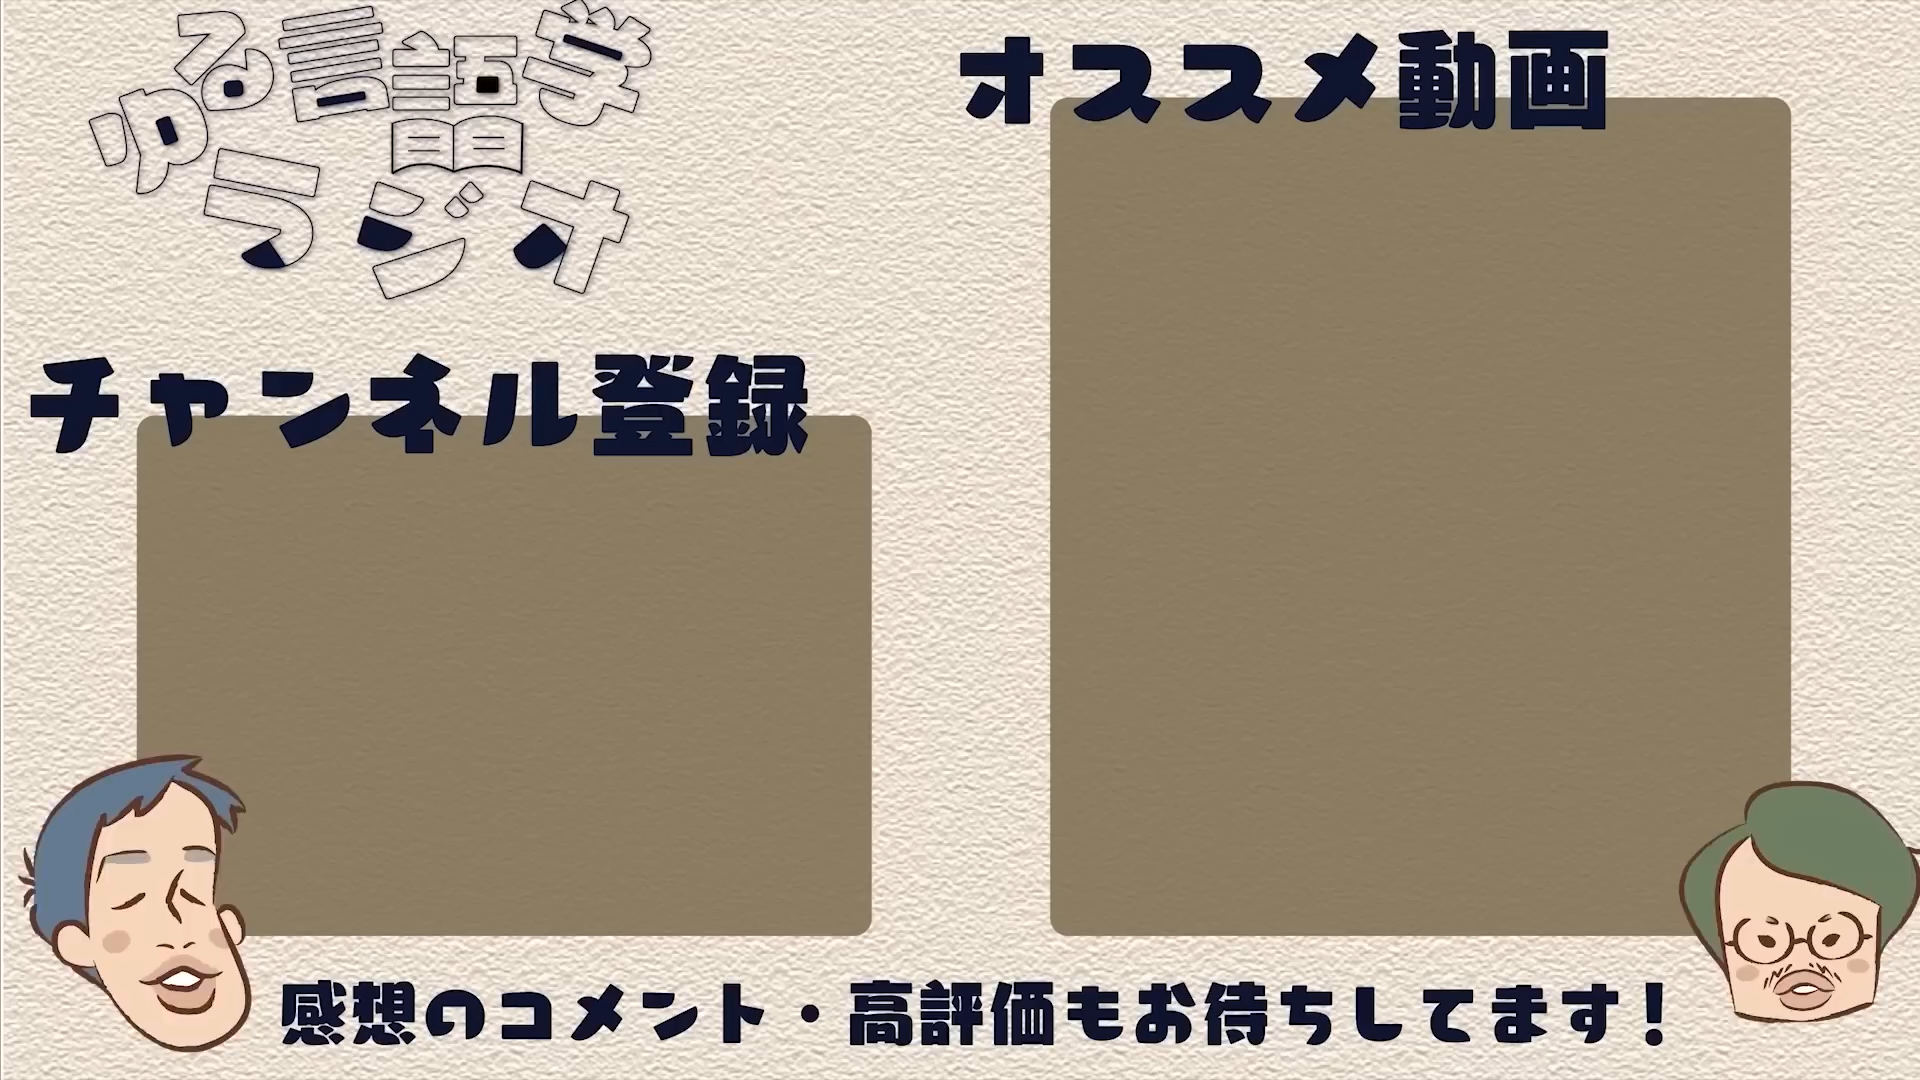 ゆる言語学
ラジオ
オススメ動画
チャンネル登録
感想のコメント・高評価もお待ちしてます!